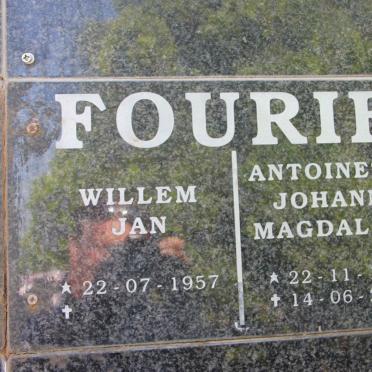 FOURIE
WILLEM
JAN
★ 22-07-1957
✝
ANTOINE
JOHAN
MAGDAL
★ 22-11-
✝ 14-06-